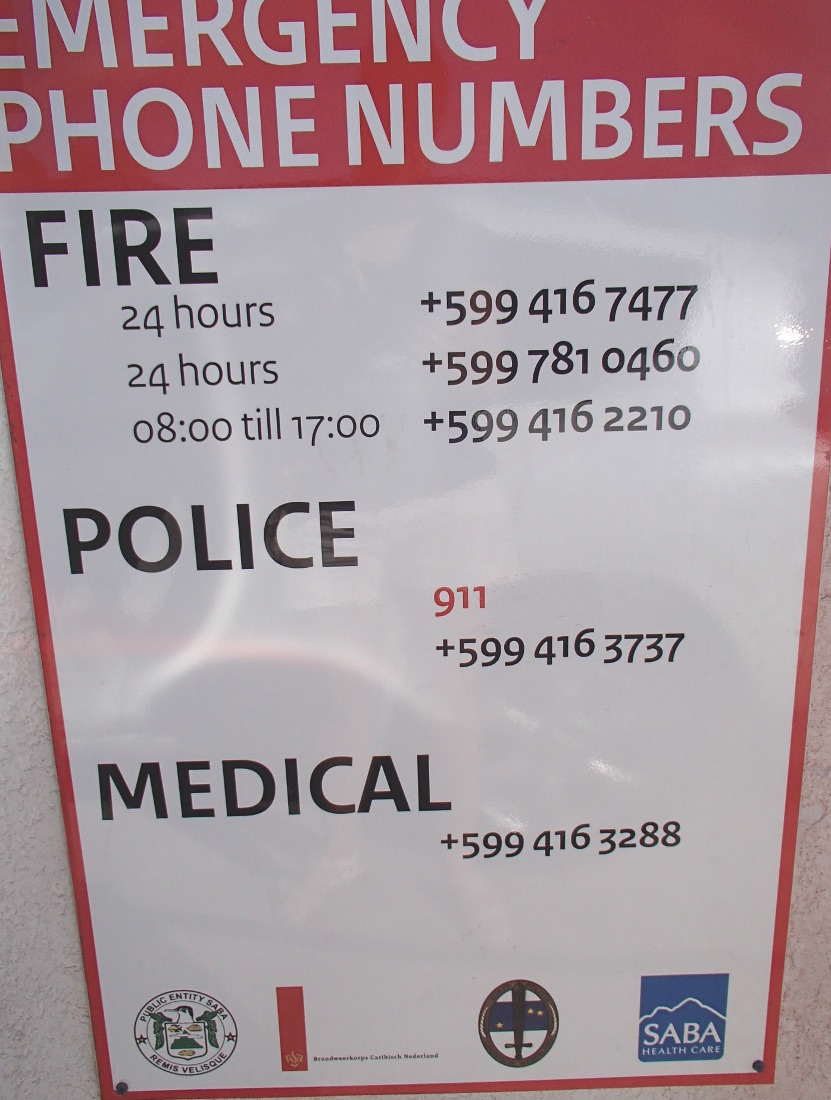 EMERGENCY
PHONE NUMBERS
FIRE
24 hours +599 416 7477
24 hours +599 781 0460
08:00 till 17:00 +599 416 2210
POLICE
911
+599 416 3737
MEDICAL
+599 416 3288
PUBLIC ENTITY SABA
REMIS VELISQUE
Brandweerkorps Caribisch Nederland
SABA
HEALTH CARE